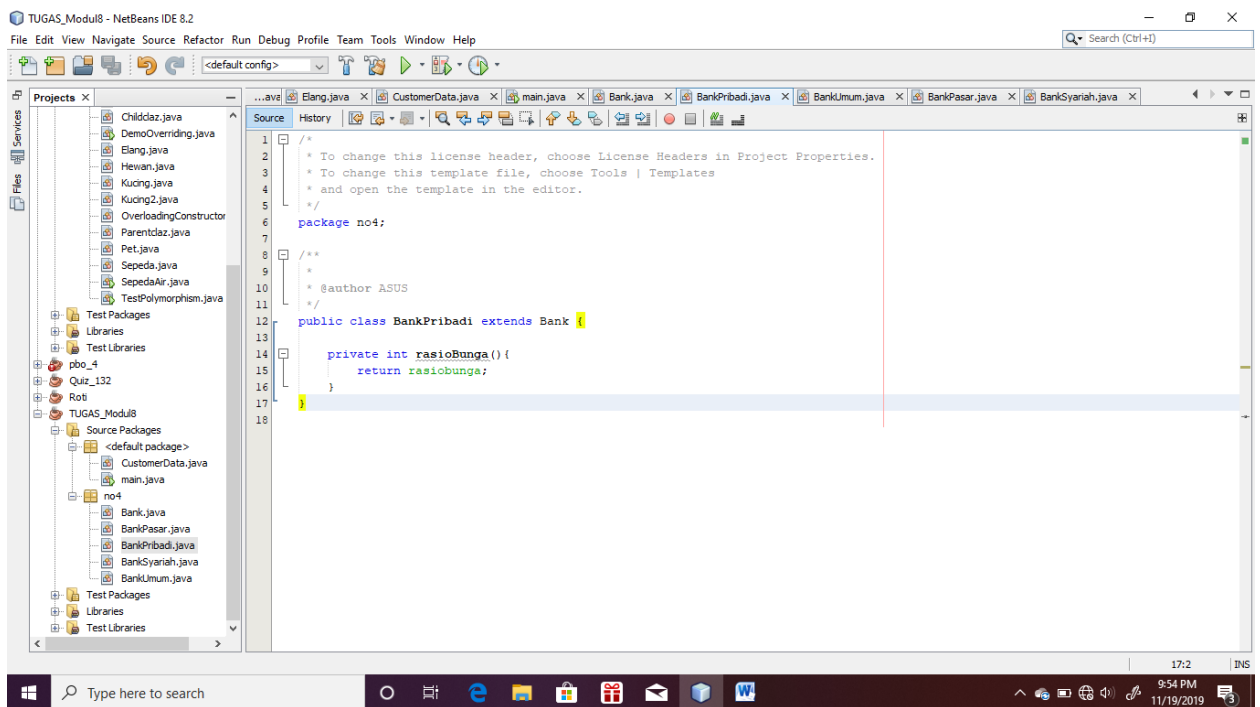 TUGAS_Modul8 - NetBeans IDE 8.2
File Edit View Navigate Source Refactor Run Debug Profile Team Tools Window Help
Search (Ctrl+I)
<default config>
Projects
...ava Elang.java CustomerData.java main.java Bank.java BankPribadi.java BankUmum.java BankPasar.java BankSyariah.java
Source History
Services
Files
Childclaz.java
DemoOverriding.java
Elang.java
Hewan.java
Kucing.java
Kucing2.java
OverloadingConstructor
Parentclaz.java
Pet.java
Sepeda.java
SepedaAir.java
TestPolymorphism.java
Test Packages
Libraries
Test Libraries
pbo_4
Quiz_132
Roti
TUGAS_Modul8
Source Packages
<default package>
CustomerData.java
main.java
no4
Bank.java
BankPasar.java
BankPribadi.java
BankSyariah.java
BankUmum.java
Test Packages
Libraries
Test Libraries
1 /*
2 * To change this license header, choose License Headers in Project Properties.
3 * To change this template file, choose Tools | Templates
4 * and open the template in the editor.
5 */
6 package no4;
7
8 /**
9 *
10 * @author ASUS
11 */
12 public class BankPribadi extends Bank {
13
14 private int rasioBunga(){
15 return rasiobunga;
16 }
17 }
18
17:2 INS
Type here to search
9:54 PM
11/19/2019
3